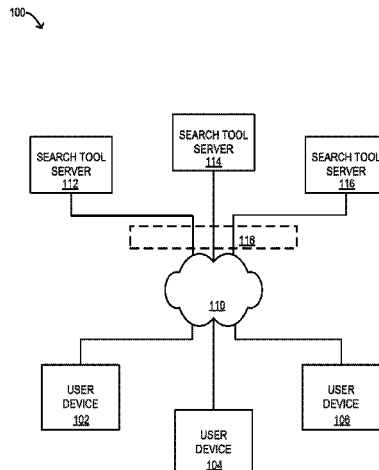 100
SEARCH TOOL
SERVER
114
SEARCH TOOL
SERVER
112
SEARCH TOOL
SERVER
116
118
110
USER
DEVICE
102
USER
DEVICE
106
USER
DEVICE
104